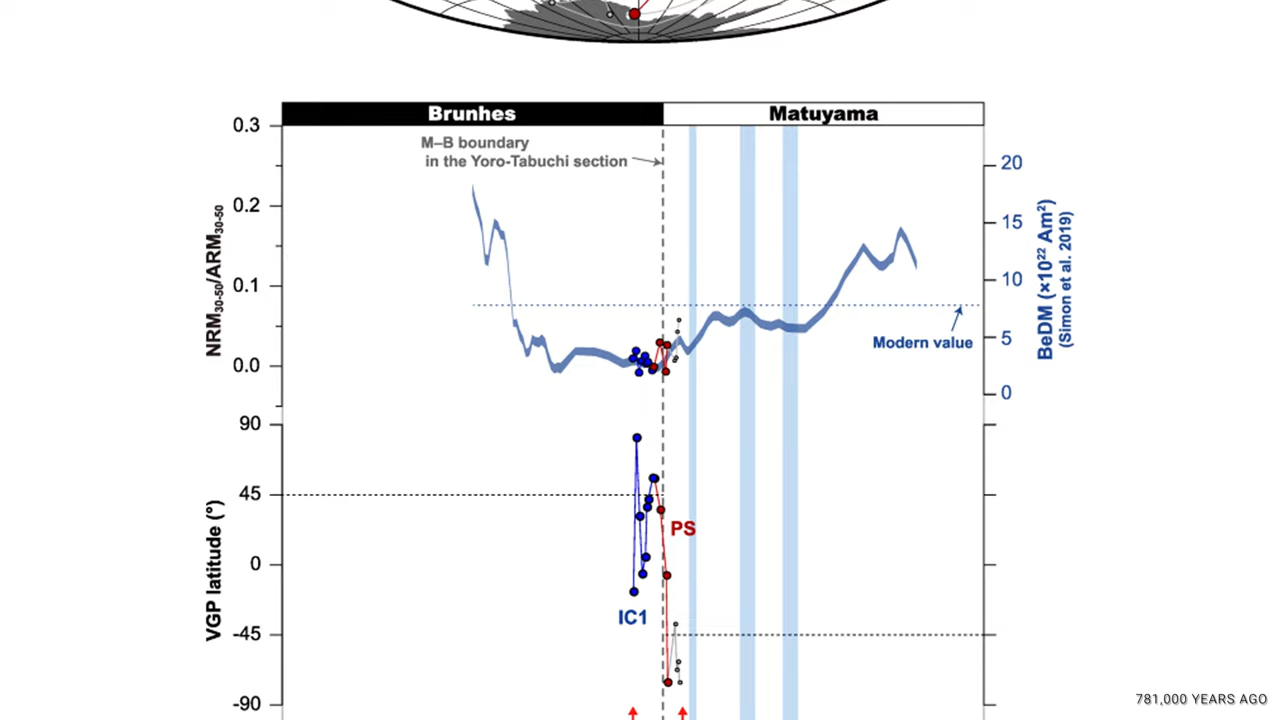 Brunhes
Matuyama
M–B boundary
in the Yoro-Tabuchi section
0.3
0.2
0.1
0.0
NRM30-50/ARM30-50
20
15
10
5
0
BeDM (×10²² Am²)
(Simon et al. 2019)
Modern value
90
45
0
-45
-90
VGP latitude (°)
PS
IC1
781,000 YEARS AGO